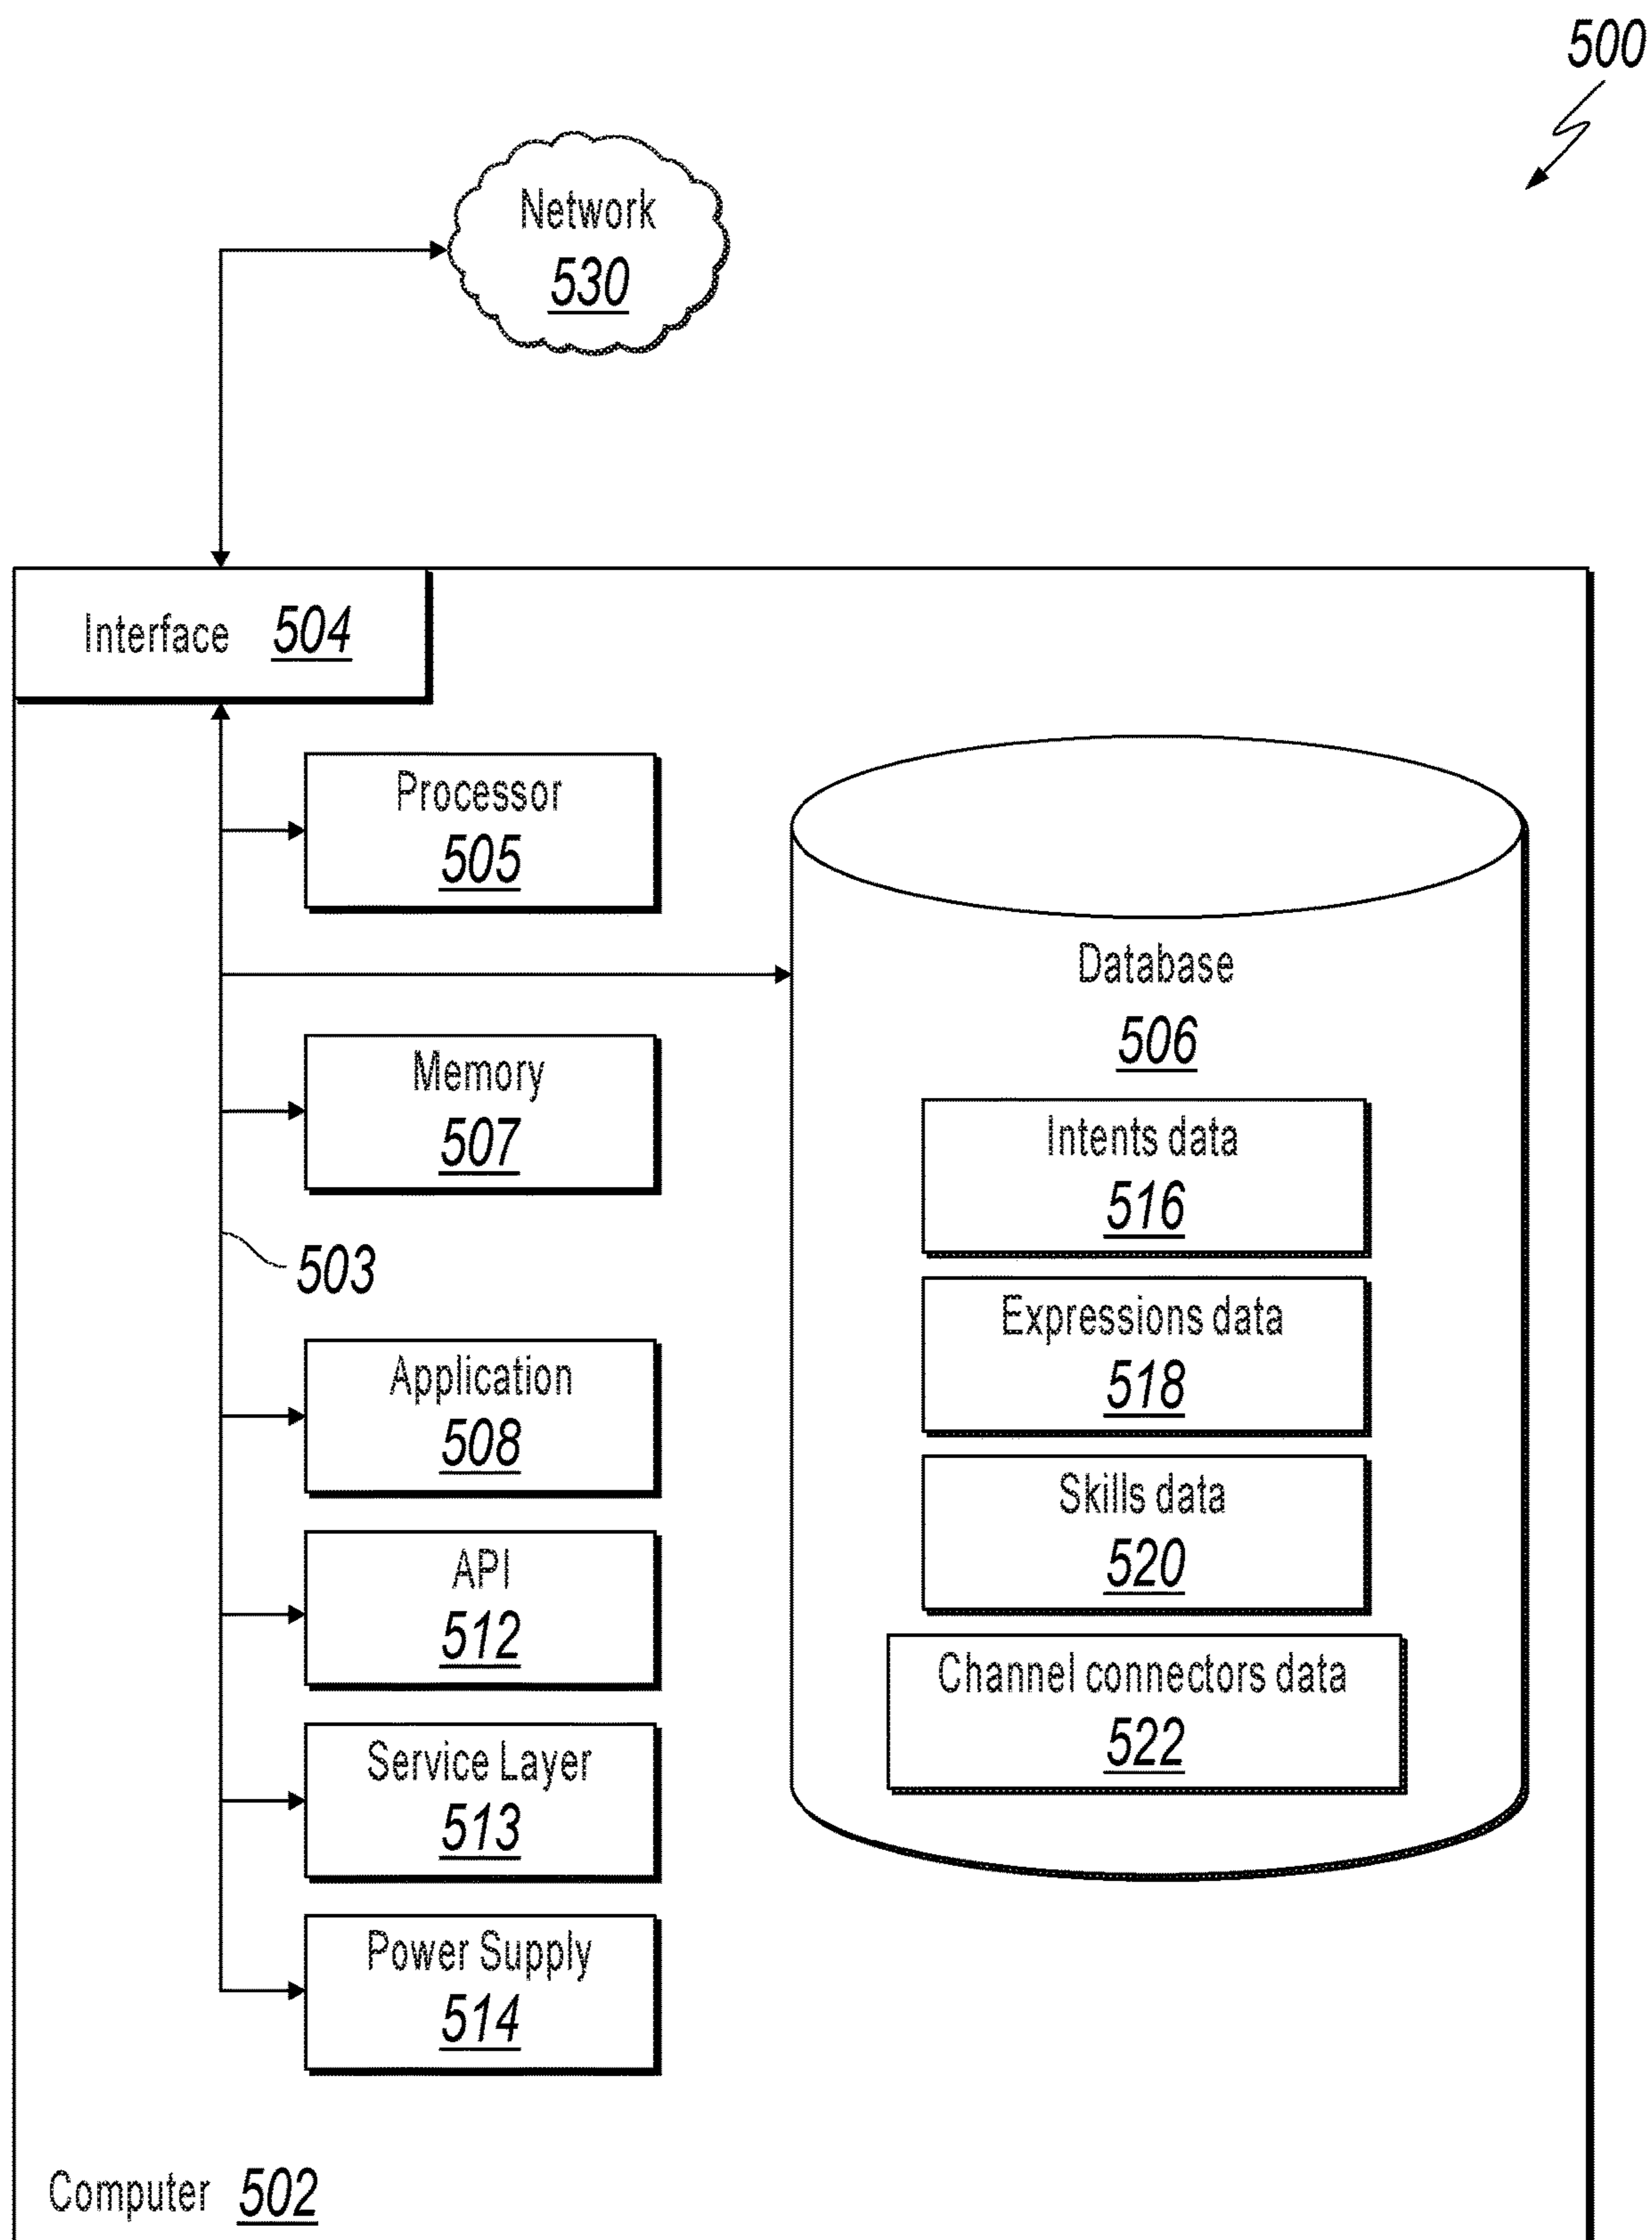 500
Network
530
Interface 504
Processor
505
Database
506
Memory
507
Intents data
516
503
Expressions data
518
Application
508
Skills data
520
API
512
Channel connectors data
522
Service Layer
513
Power Supply
514
Computer 502